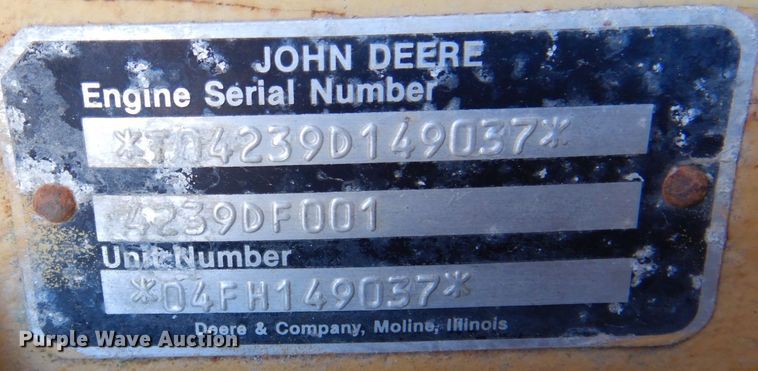 JOHN DEERE
Engine Serial Number
*T04239D149037*
4239DF001
Unit Number
*04FH149037*
Deere & Company, Moline, Illinois
Purple Wave Auction